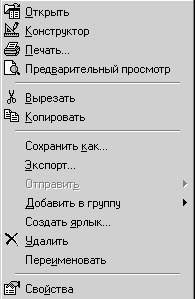 Открыть
Конструктор
Печать...
Предварительный просмотр
Вырезать
Копировать
Сохранить как...
Экспорт...
Отправить
Добавить в группу
Создать ярлык...
Удалить
Переименовать
Свойства